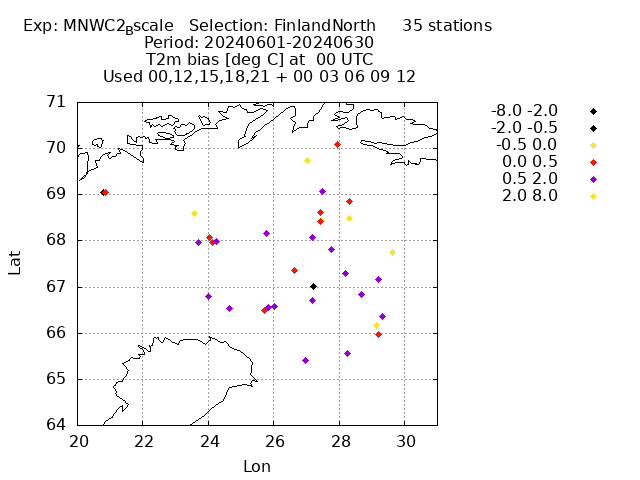 Exp: MNWC2_Bscale Selection: FinlandNorth 35 stations
Period: 20240601-20240630
T2m bias [deg C] at 00 UTC
Used 00,12,15,18,21 + 00 03 06 09 12
-8.0 -2.0
-2.0 -0.5
-0.5 0.0
0.0 0.5
0.5 2.0
2.0 8.0
71
70
69
68
67
66
65
64
Lat
20 22 24 26 28 30
Lon